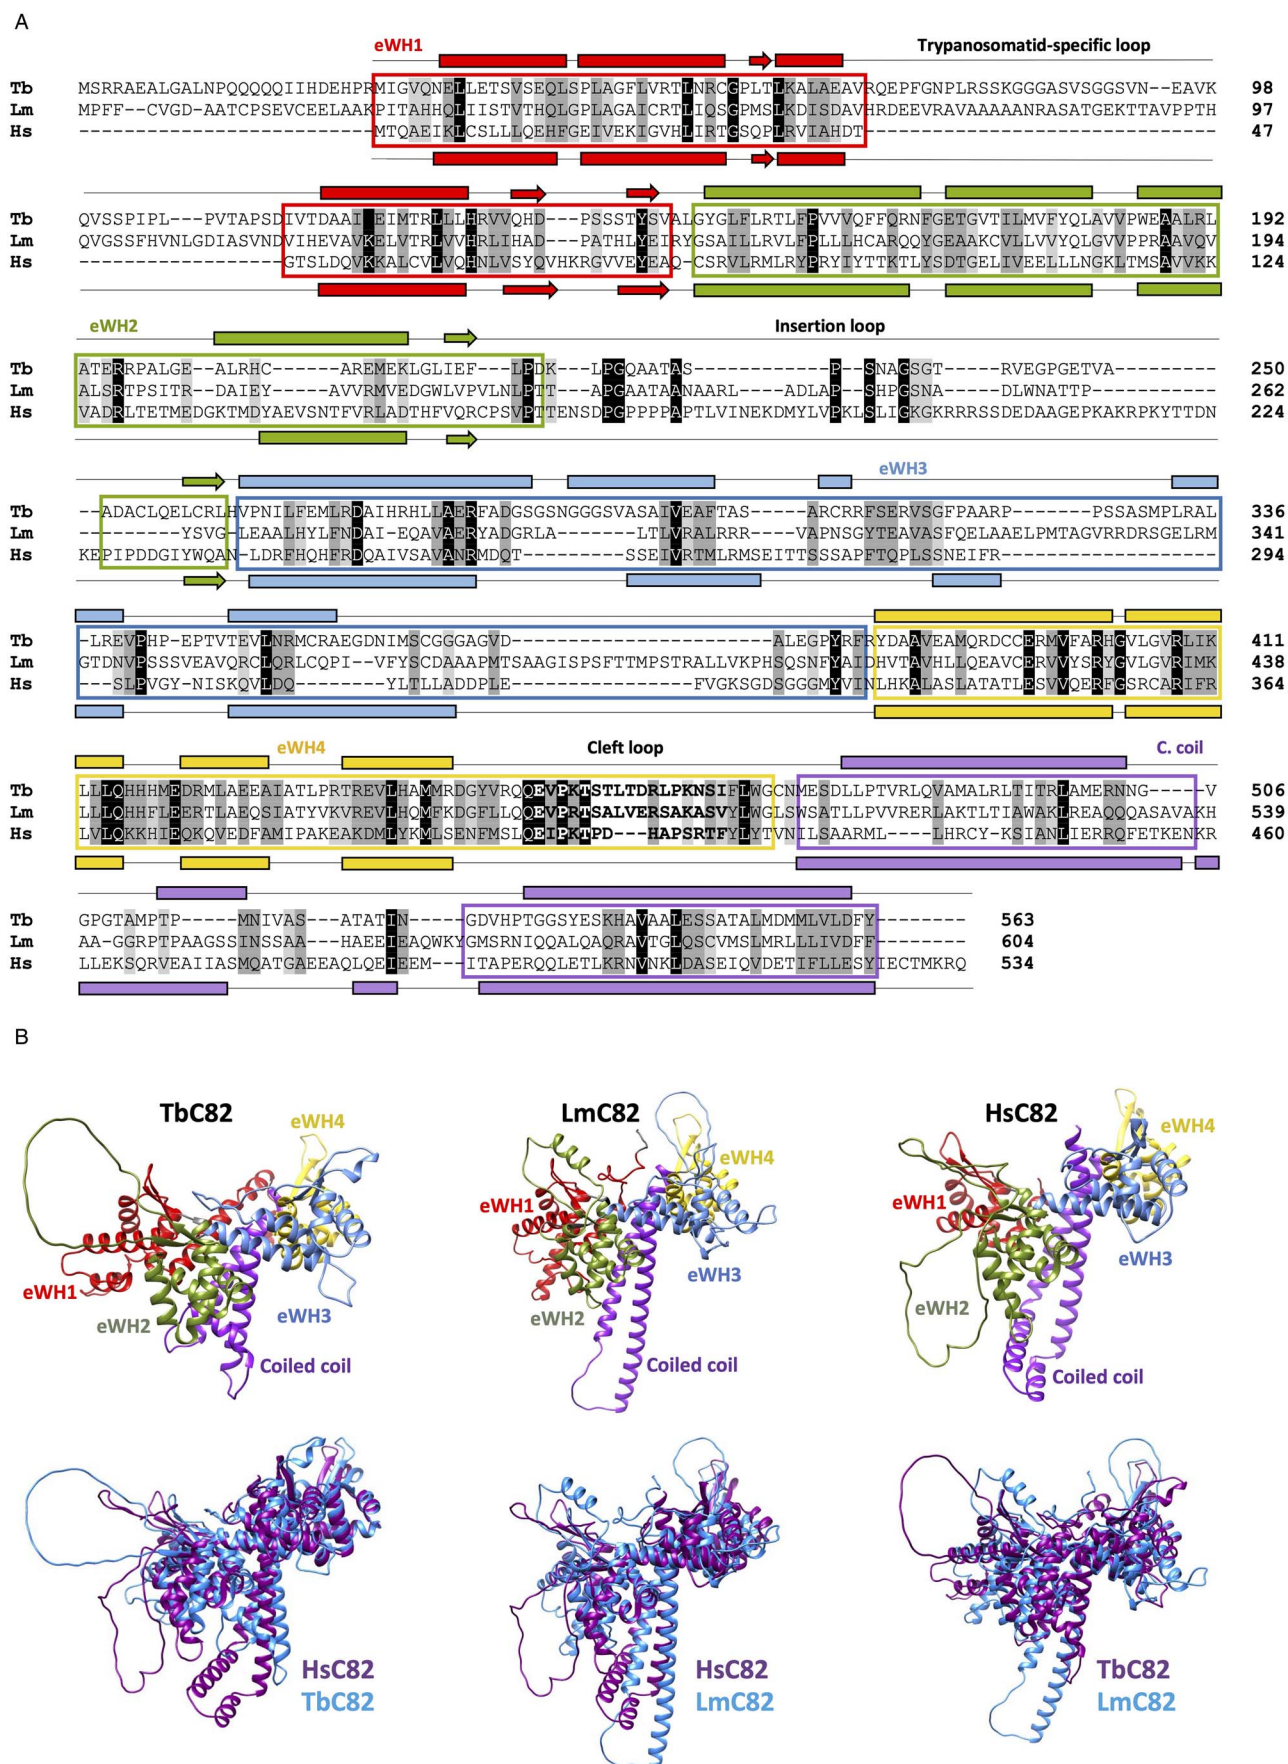 A
eWH1 Trypanosomatid-specific loop
Tb MSRRAEALGALNPQQQQQIIHDEHPRMIGVQNELLETSVSEQLSPLAGFLVRTLNRCGPLTLKALAEAVRQEPFGNPLRSSKGGGASVSGGSVN--EAVK 98
Lm MPFF--CVGD-AATCPSEVCEELAAKPITAHHQLIISTVTHQLGPLAAICRTLIQSGPMSLKDISDAVHRDEEVRAVAAAAANRASATGEKTTAVAPPTH 97
Hs --------------------------MTQAEIKLCSLLLQEHFGEIVEKIGVHLIRTGSQPLRVIAHDT------------------------------- 47
Tb QVSSPIPL---PVTAPSDIVTDAAIKEIMTRLLLHRVVQHD---PSSSTYSVALGYGLFLRTLFPVVVQFFQRNFGETGVTILMVFYQLAVVPWEAALRL 192
Lm QVGSSFHVNLGDIASVNDVIHEVAVKELVTRLVVHRLIHAD---PATHLYEIRYGSAILLRVLFPLLLHCARQQYGEAAKCVLLVVYQLGVVPPRAAVQV 194
Hs ------------------GTSLDQVKKALCVLVQHNLVSYQVHKRGVVEYEAQ-CSRVLRMLRYPRYIYTTKTLYSDTGELIVEELLLNGKLTMSAVVKK 124
eWH2 Insertion loop
Tb ATERRPALGE--ALRHC------AREMEKLGLIEF---LPDK---LPGQAATAS------------P--SNAGSGT-----RVEGPGETVA--------- 250
Lm ALSRTPSITR--DAIEY------AVVRMVEDGWLVPVLNLPTT--APGAATAANAARL----ADLAP--SHPGSNA-----DLWNATTP----------- 262
Hs VADRLTETMEDGKTMDYAEVSNTFVRLADTHFVQRCPSVPTTENSDPGPPPPAPTLVINEKDMYLVPKLSLIGKGKRRRSSDEDAAGEPKAKRPKYTTDN 224
eWH3
Tb --ADACLQELCRLHVPNILFEMLRDAIHRHLLAERFADGSGSNGGGSVASAIVEAFTAS-----ARCRRFSERVSGFPAARP------PSSASMPLRAL 336
Lm ---------YSVG-LEAALHYLFNDAI-EQAVAERYADGRLA---------LTLVRALRRR---VAPNSGYTEAVASFQELAAELPMTAGVRRDRSGELRM 341
Hs KEPIPDDGIYWQAN-LDRFHQHFRDQAIVSAVANRMDQT---------SSEIVRTMLRMSEITTSSSAPFTQPLSSNEIFR------------------- 294
Tb -LREVPHP-EPTVTEVLNRMCRAEGDNIMSCGGGAGVD-----------------------ALEGPYRFRYDAAVEAMQRDCCERMVFARHGVLGVRLIK 411
Lm GTDNVPSSSVEAVQRCLQRLCQPI--VFYSCDAAAPMTSAAGISPSFTTMPSTRALLVKPHSQSNFYAIDHVTAVHLLQEAVCERVVYSRYGVLGVRIMK 438
Hs ---SLPVGY-NISKQVLDQ--------YLTLLADDPLE----------------FVGKSGDSGGGMYVINLHKALASLATATLESVVQERFGSRCARIFR 364
eWH4 Cleft loop C. coil
Tb LLLQHHHMEDRMLAEEAIATLPRTREVLHAMMRDGYVRQQEVPKTSTLTDRLPKNSIFLWGCNMESDLLPTVRLQVAMALRLTITRLAMERNNG----V 506
Lm LLLQHHFLEERTLAEQSIATYVKVREVLHQMFKDGFLLQQEVPRTSALVERSAKASVYLWGLSWSATLLPVVRERLAKTLSVIWAKLREAQQQASAVAKH 539
Hs LVLQKKHIEQKQVEDFAMIPAKEAKDMLYKMLSENFMSLQEIPKTPD---HAPSRTFYLYTVNILSAARML----LHRCY-KSIANLIERRQFETKENKR 460
Tb GPGTAMPTP-----MNIVAS---ATATIN-----GDVHPTGGSYESKHAVAALESSATALMDMMLVLDFY-------- 563
Lm AA-GGRPTPAAGSSINSSAA---HAEEIEAQWKYGMSRNIQQALQAQRAVTGLQSCVMSLMRLLLIVDFF-------- 604
Hs LLEKSQRVEAIIASMQATGAEEAQLQEIEEM---ITAPERQQLETLKRNVNKLDASEIQVDETIFLLESYIECTMKRQ 534
B
TbC82 LmC82 HsC82
eWH4 eWH4 eWH4
eWH1 eWH1 eWH1
eWH2 eWH3 eWH2 eWH3 eWH2 eWH3
Coiled coil Coiled coil Coiled coil
HsC82 HsC82 TbC82
TbC82 LmC82 LmC82